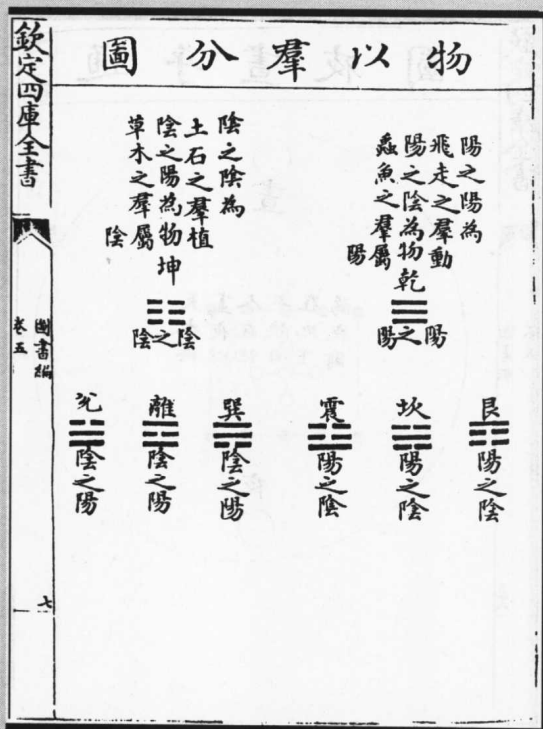 物以羣分圖
陽之陽為
飛走之羣動
陽之陰為物
蟲魚之羣屬
陽
乾
陽之陽
陰之陰為
土石之羣植
陰之陽為物
草木之羣屬
陰
坤
陰之陰
艮
陽之陰
坎
陽之陰
震
陽之陰
巽
陰之陽
離
陰之陽
兌
陰之陽
欽定四庫全書
圖書編
卷五
七